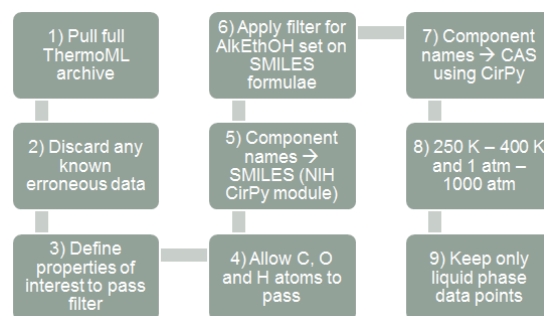 1) Pull full
ThermoML
archive
2) Discard any
known
erroneous data
3) Define
properties of
interest to pass
filter
4) Allow C, O
and H atoms to
pass
5) Component
names →
SMILES (NIH
CirPy module)
6) Apply filter for
AlkEthOH set on
SMILES
formulae
7) Component
names → CAS
using CirPy
8) 250 K – 400 K
and 1 atm –
1000 atm
9) Keep only
liquid phase
data points